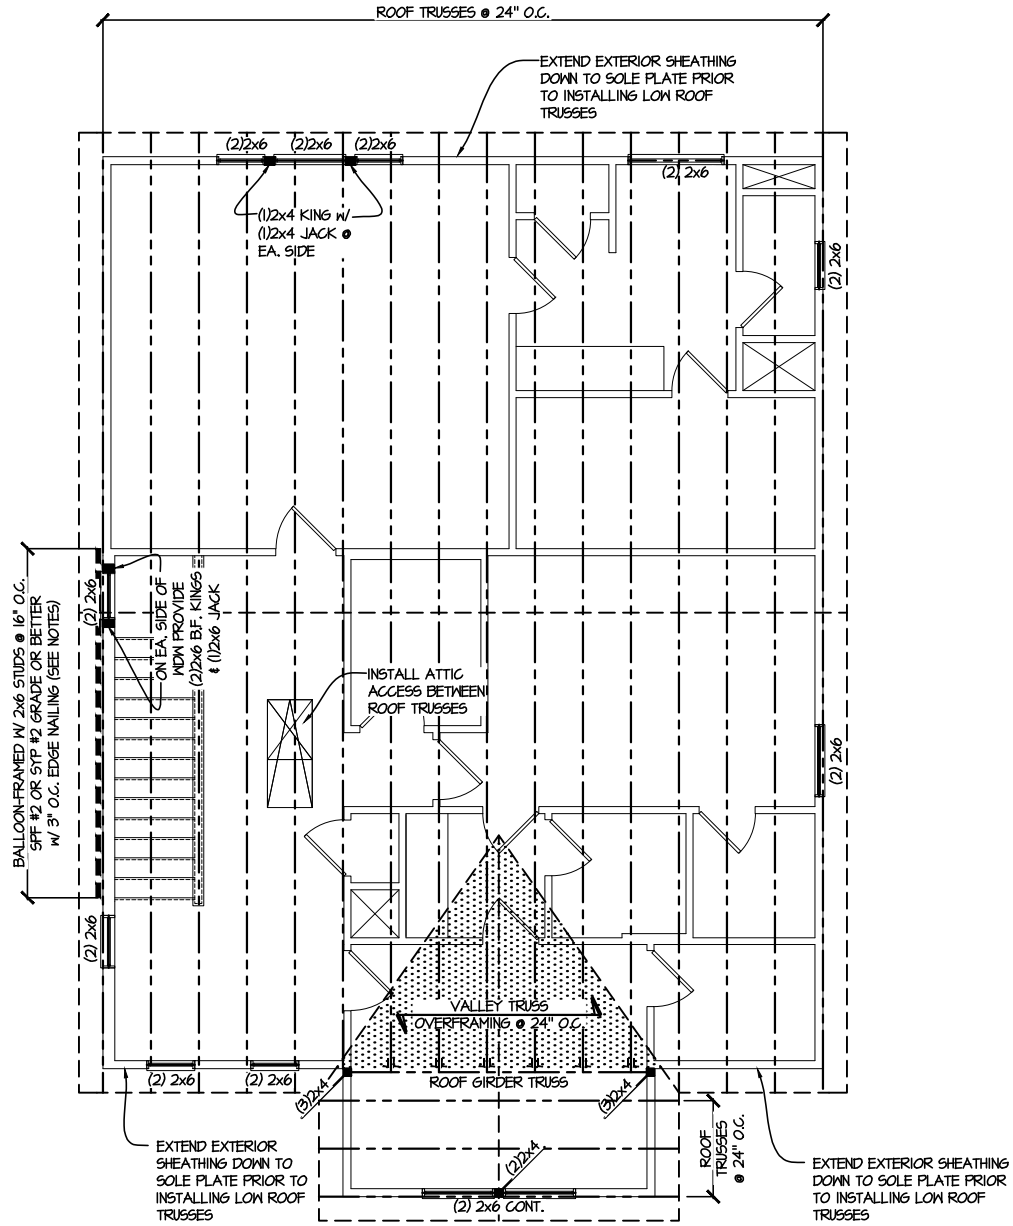 ROOF TRUSSES @ 24" O.C.
EXTEND EXTERIOR SHEATHING
DOWN TO SOLE PLATE PRIOR
TO INSTALLING LOW ROOF
TRUSSES
(2)2x6
(2)2x6
(2)2x6
(2) 2x6
(1)2x4 KING W/
(1)2x4 JACK @
EA. SIDE
(2) 2x6
BALLOON-FRAMED W/ 2x6 STUDS @ 16" O.C.
SPF #2 OR SYP #2 GRADE OR BETTER
W/ 3" O.C. EDGE NAILING (SEE NOTES)
(2) 2x6
ON EA. SIDE OF
WDW PROVIDE
(2)2x6 B.F. KINGS
& (1)2x6 JACK
INSTALL ATTIC
ACCESS BETWEEN
ROOF TRUSSES
(2) 2x6
(2) 2x6
VALLEY TRUSS
OVERFRAMING @ 24" O.C.
(2) 2x6
(2) 2x6
ROOF GIRDER TRUSS
(3)2x4
(3)2x4
ROOF
TRUSSES
@ 24" O.C.
EXTEND EXTERIOR
SHEATHING DOWN TO
SOLE PLATE PRIOR TO
INSTALLING LOW ROOF
TRUSSES
(2)2x4
(2) 2x6 CONT.
EXTEND EXTERIOR SHEATHING
DOWN TO SOLE PLATE PRIOR
TO INSTALLING LOW ROOF
TRUSSES